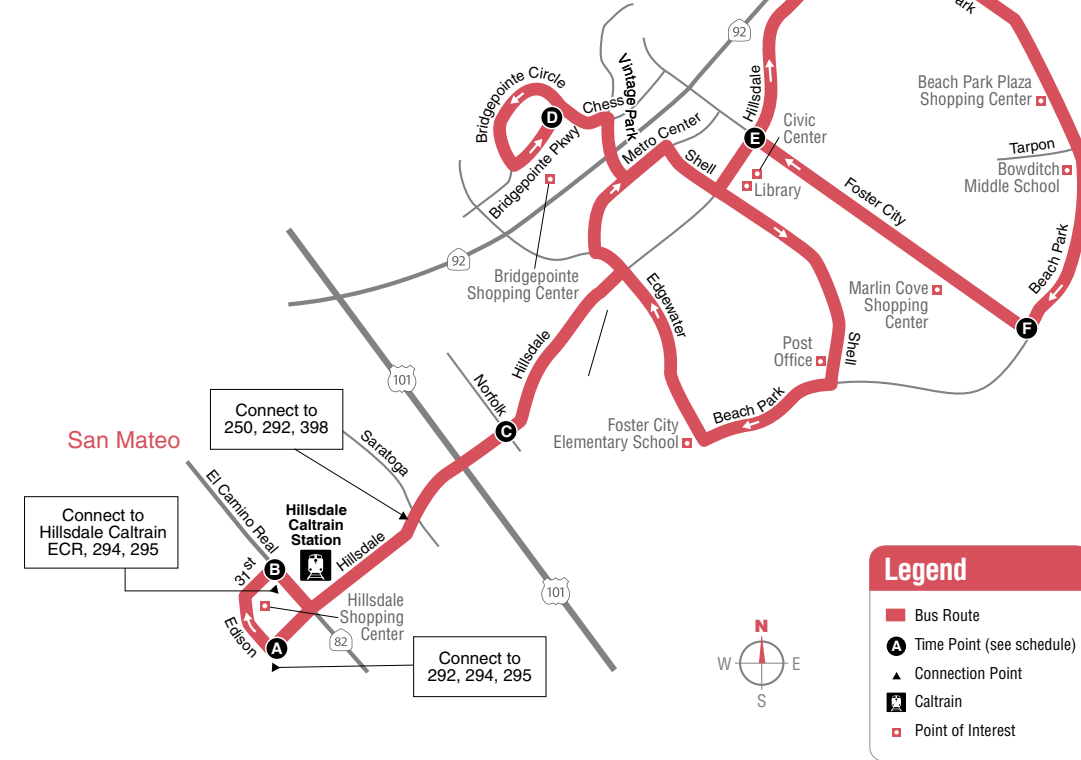 ark
92
Beach Park Plaza
Shopping Center
Bridgepointe Circle
Vintage Park
Chess
Hillsdale
D
Civic
Center
Metro Center
E
Tarpon
Bridgepointe Pkwy
Shell
Bowditch
Middle School
Library
Foster City
Beach Park
92
Bridgepointe
Shopping Center
Edgewater
Marlin Cove
Shopping
Center
F
Hillsdale
Post
Office
Shell
101
Norfolk
Connect to
250, 292, 398
Beach Park
Foster City
Elementary School
C
San Mateo
Saratoga
El Camino Real
Hillsdale
Caltrain
Station
Connect to
Hillsdale Caltrain
ECR, 294, 295
Hillsdale
31st
B
Legend
101
Hillsdale
Shopping
Center
Bus Route
Edison
A
82
A Time Point (see schedule)
Connect to
292, 294, 295
N
W E
S
Connection Point
Caltrain
Point of Interest